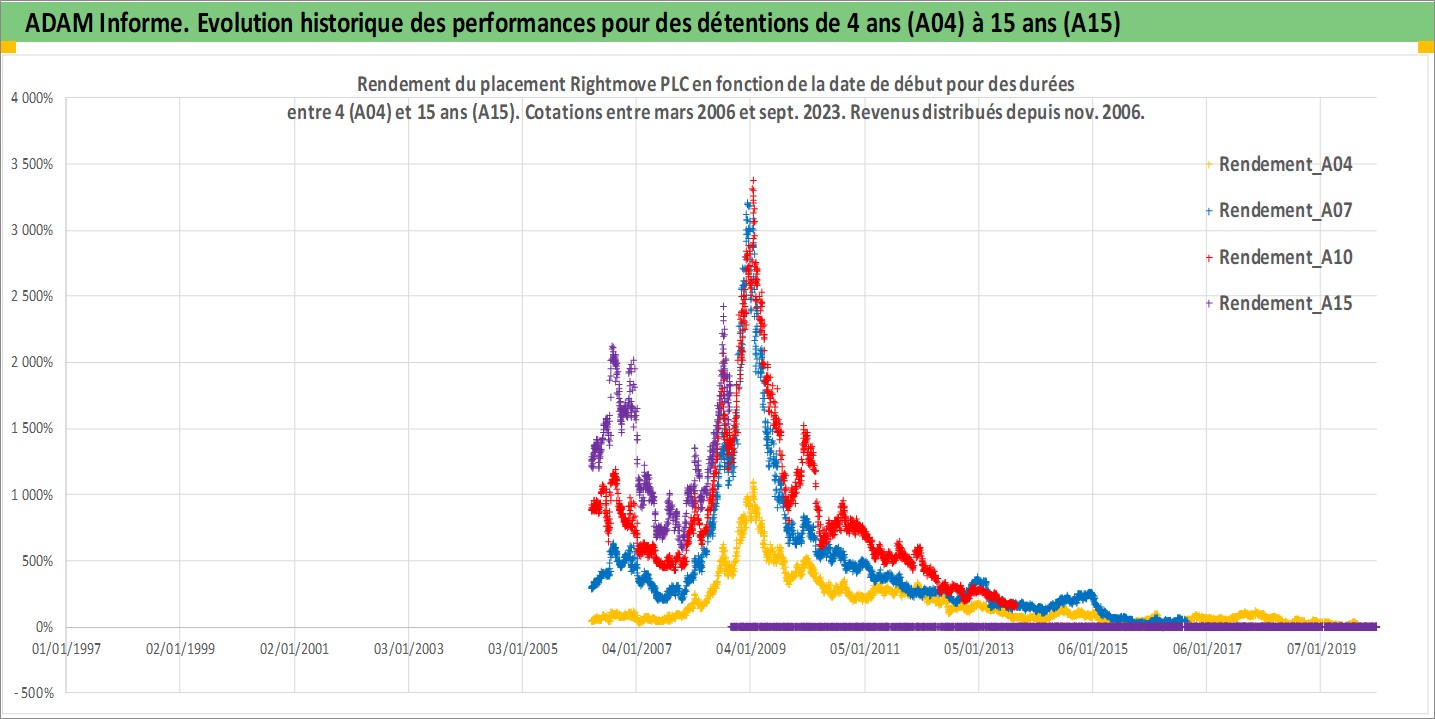 ADAM Informe. Evolution historique des performances pour des détentions de 4 ans (A04) à 15 ans (A15)
Rendement du placement Rightmove PLC en fonction de la date de début pour des durées
entre 4 (A04) et 15 ans (A15). Cotations entre mars 2006 et sept. 2023. Revenus distribués depuis nov. 2006.
4 000%
3 500%
3 000%
2 500%
2 000%
1 500%
1 000%
500%
0%
-500%
Rendement_A04
Rendement_A07
Rendement_A10
Rendement_A15
01/01/1997 02/01/1999 02/01/2001 03/01/2003 03/01/2005 04/01/2007 04/01/2009 05/01/2011 05/01/2013 06/01/2015 06/01/2017 07/01/2019